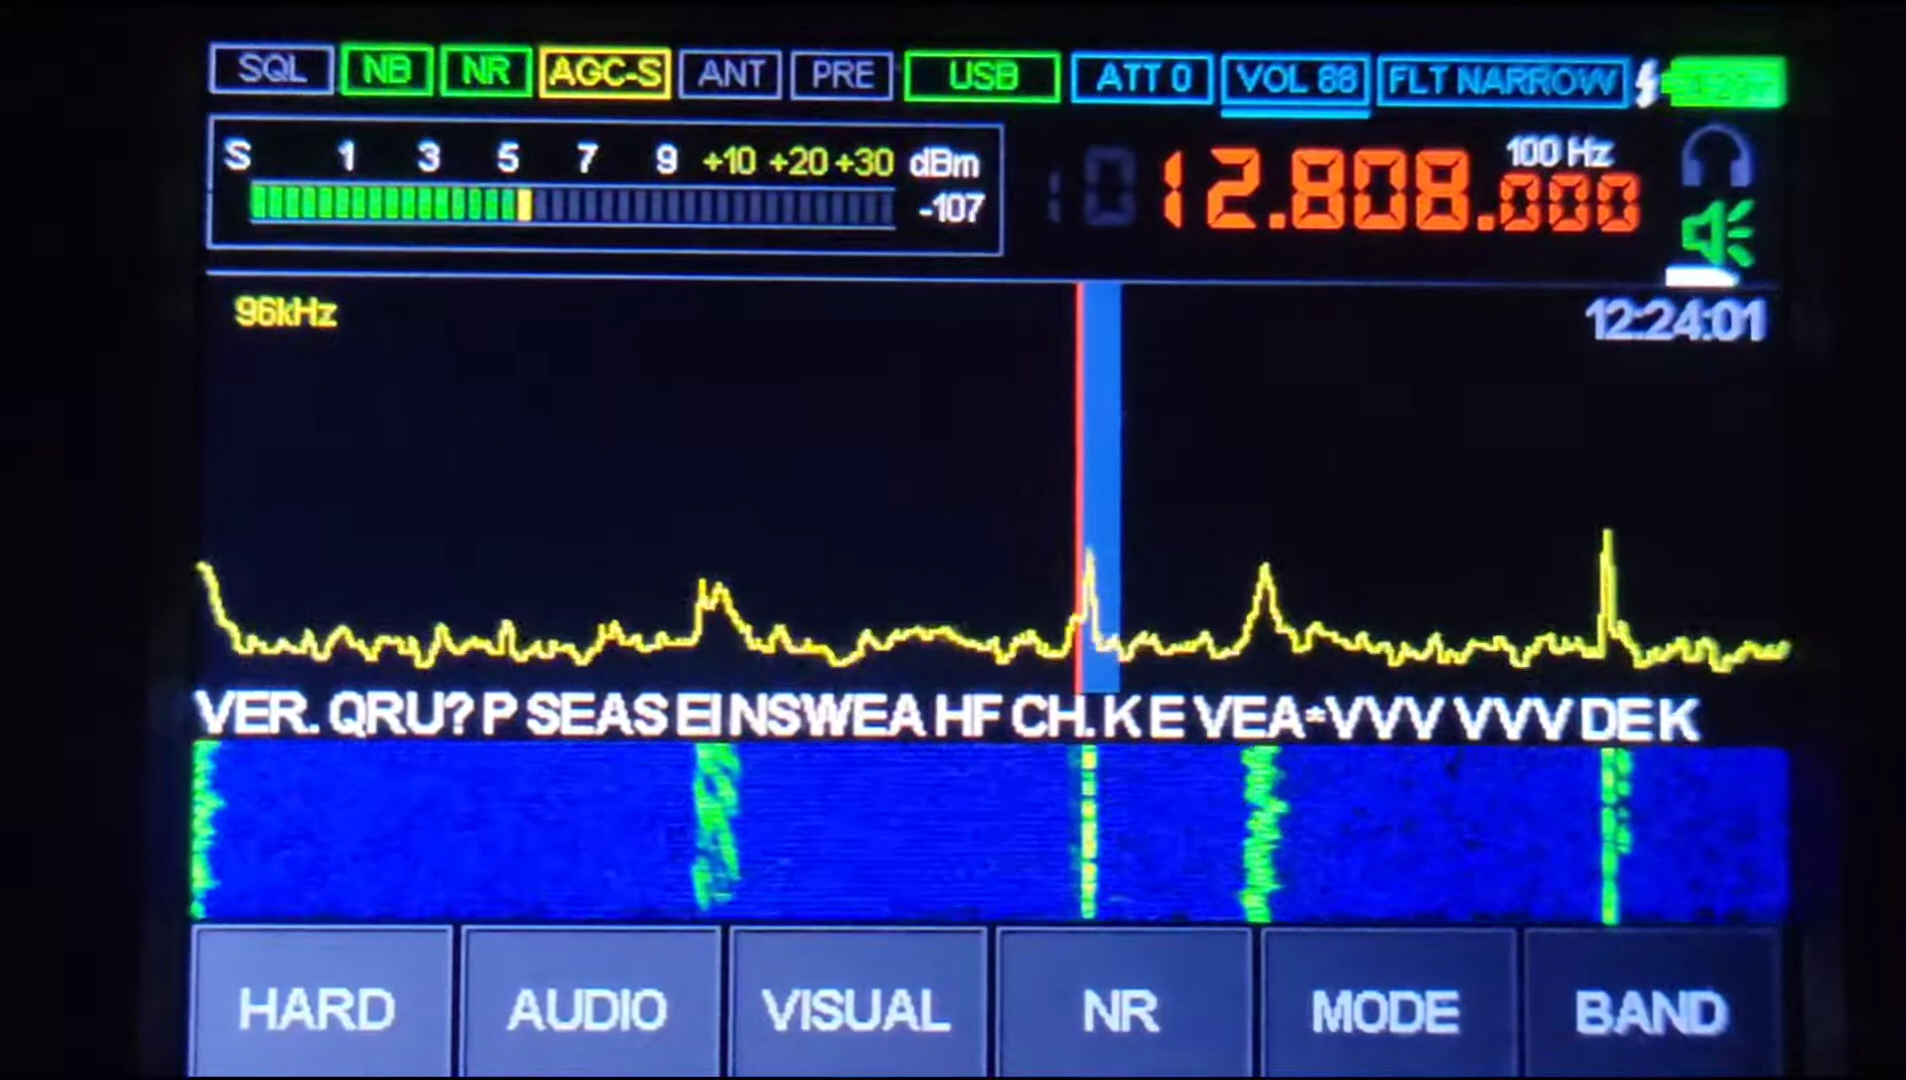 SQL NB NR AGC-S ANT PRE USB ATT 0 VOL 88 FLT NARROW
S 1 3 5 7 9 +10 +20 +30 dBm
-107
100 Hz
12.808.000
96kHz
12:24:01
VER. QRU? P SEAS EI NSWEA HF CH. K E VEA*VVV VVV DE K
HARD AUDIO VISUAL NR MODE BAND